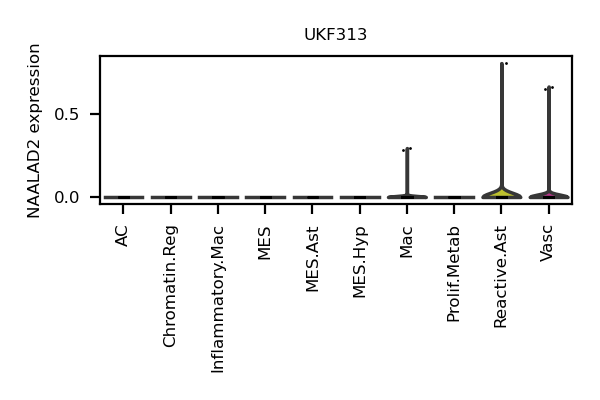 UKF313
NAALAD2 expression
0.5
0.0
AC
Chromatin.Reg
Inflammatory.Mac
MES
MES.Ast
MES.Hyp
Mac
Prolif.Metab
Reactive.Ast
Vasc